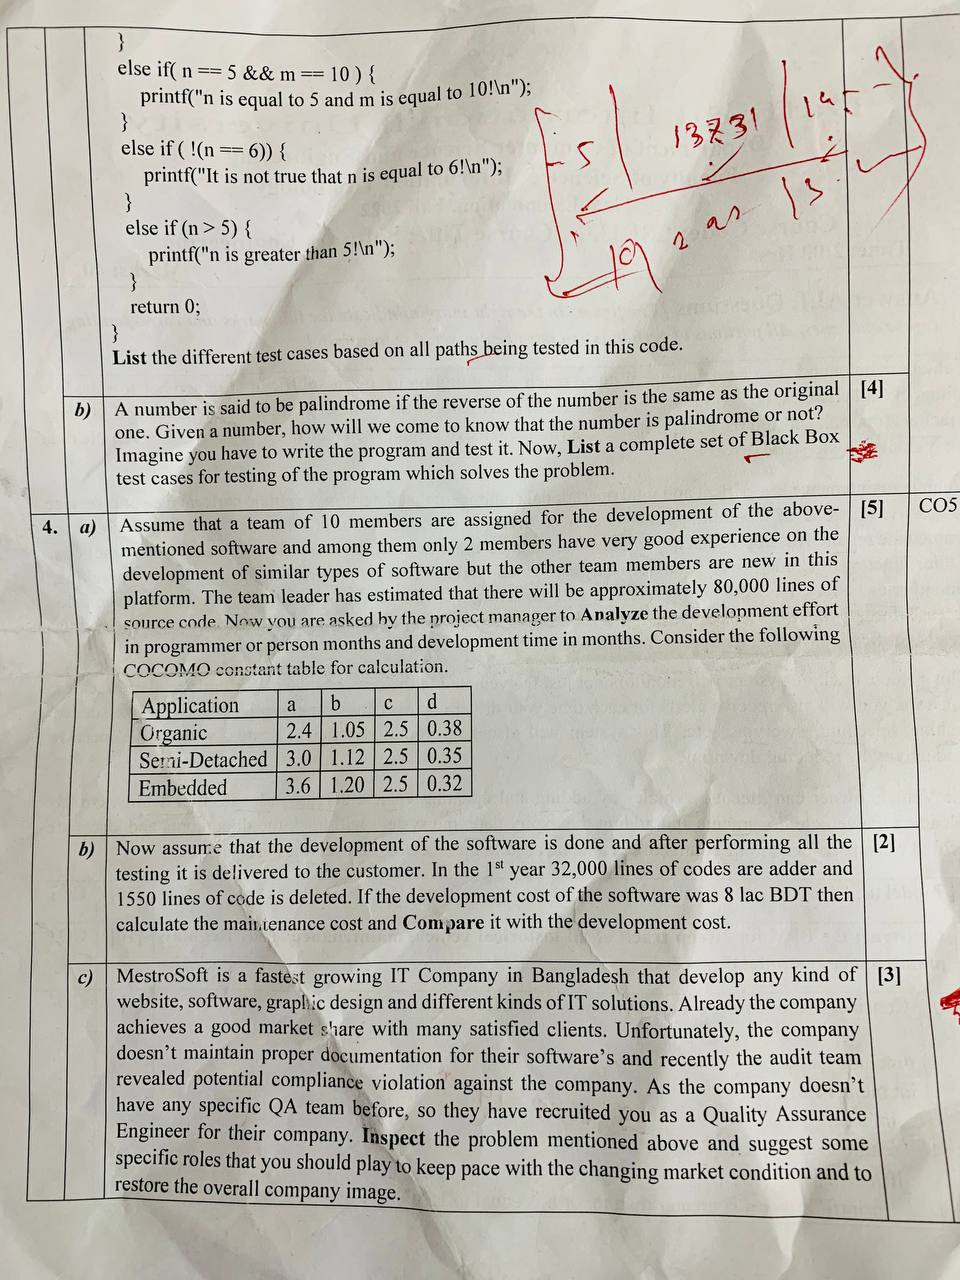 }
else if( n == 5 && m == 10 ) {
printf("n is equal to 5 and m is equal to 10!\n");
}
else if ( !(n == 6)) {
printf("It is not true that n is equal to 6!\n");
}
else if (n > 5) {
printf("n is greater than 5!\n");
}
return 0;
}
List the different test cases based on all paths being tested in this code.
5 13731
b) A number is said to be palindrome if the reverse of the number is the same as the original [4]
one. Given a number, how will we come to know that the number is palindrome or not?
Imagine you have to write the program and test it. Now, List a complete set of Black Box
test cases for testing of the program which solves the problem.
4. a) Assume that a team of 10 members are assigned for the development of the above- [5] CO5
mentioned software and among them only 2 members have very good experience on the
development of similar types of software but the other team members are new in this
platform. The team leader has estimated that there will be approximately 80,000 lines of
source code. Now you are asked by the project manager to Analyze the development effort
in programmer or person months and development time in months. Consider the following
COCOMO constant table for calculation.
Application a b c d
Organic 2.4 1.05 2.5 0.38
Semi-Detached 3.0 1.12 2.5 0.35
Embedded 3.6 1.20 2.5 0.32
b) Now assume that the development of the software is done and after performing all the [2]
testing it is delivered to the customer. In the 1st year 32,000 lines of codes are adder and
1550 lines of code is deleted. If the development cost of the software was 8 lac BDT then
calculate the maintenance cost and Compare it with the development cost.
c) MestroSoft is a fastest growing IT Company in Bangladesh that develop any kind of [3]
website, software, graphic design and different kinds of IT solutions. Already the company
achieves a good market share with many satisfied clients. Unfortunately, the company
doesn't maintain proper documentation for their software's and recently the audit team
revealed potential compliance violation against the company. As the company doesn't
have any specific QA team before, so they have recruited you as a Quality Assurance
Engineer for their company. Inspect the problem mentioned above and suggest some
specific roles that you should play to keep pace with the changing market condition and to
restore the overall company image.